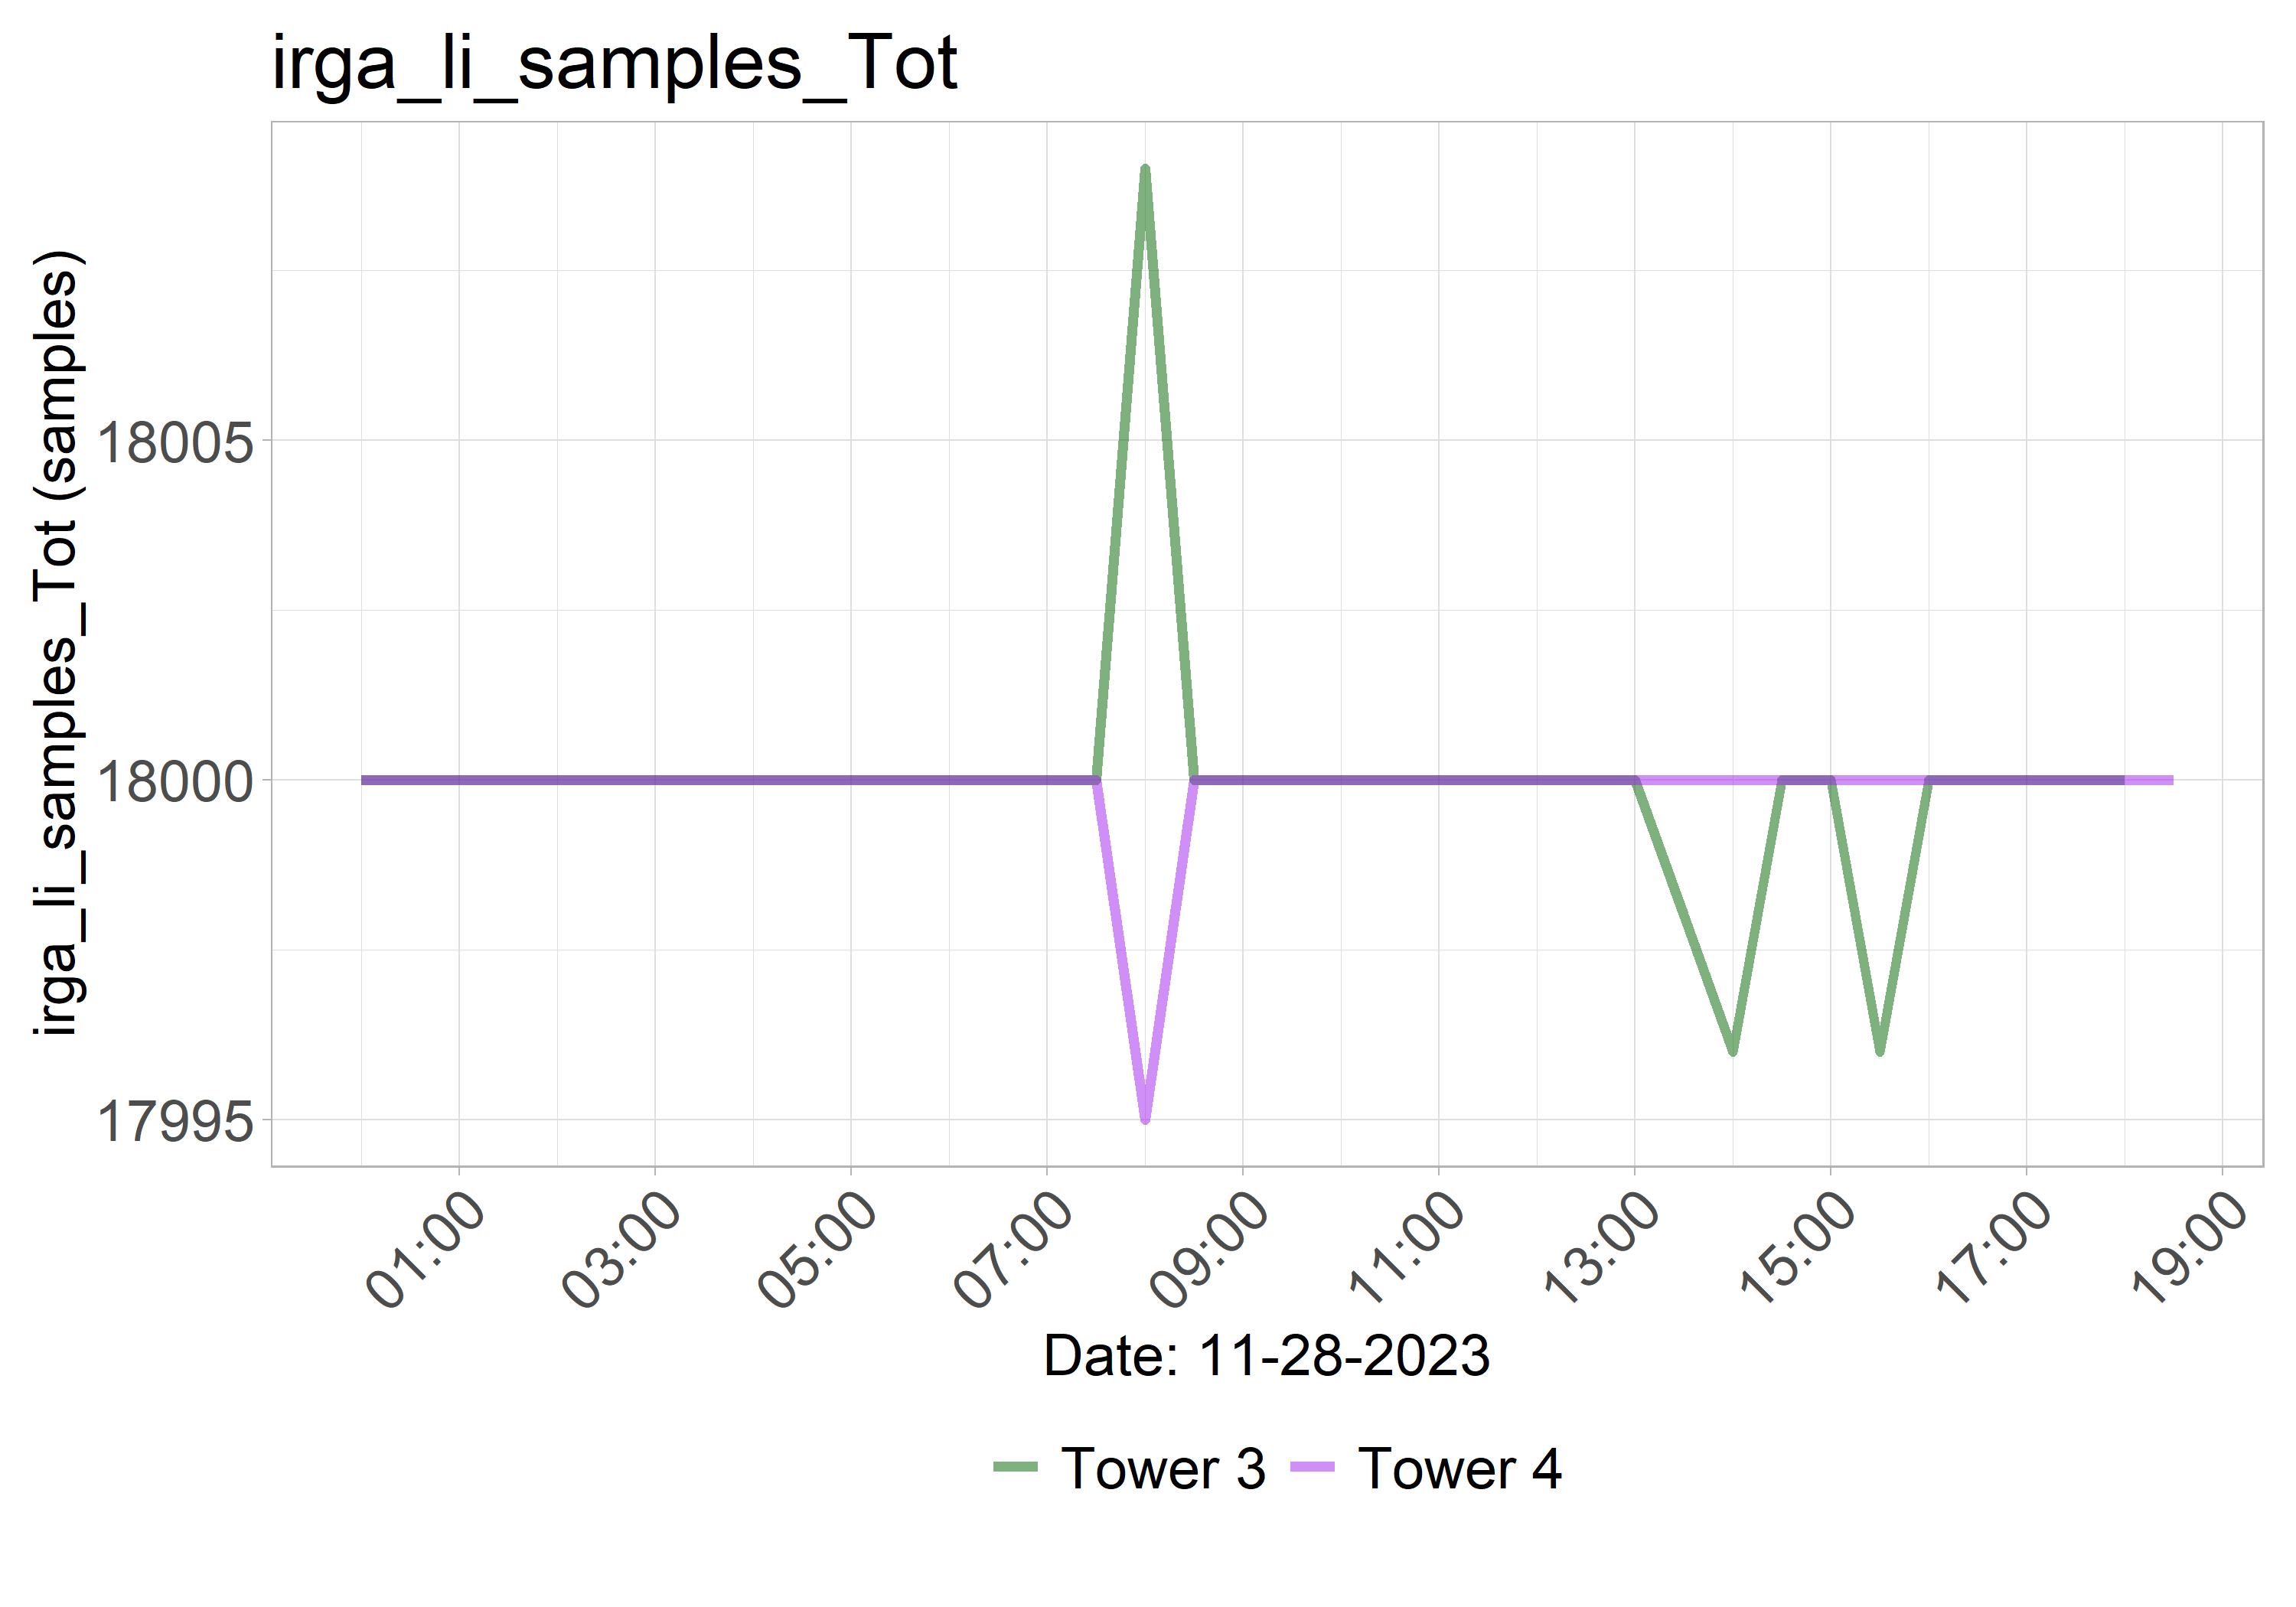 irga_li_samples_Tot
irga_li_samples_Tot (samples)
18005
18000
17995
01:00
03:00
05:00
07:00
09:00
11:00
13:00
15:00
17:00
19:00
Date: 11-28-2023
Tower 3
Tower 4